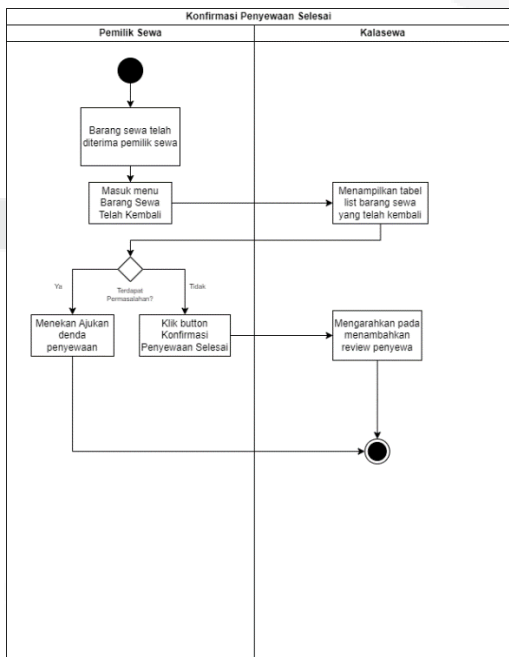 Konfirmasi Penyewaan Selesai
Pemilik Sewa
Kalasewa
Barang sewa telah
diterima pemilik sewa
Masuk menu
Barang Sewa
Telah Kembali
Menampilkan tabel
list barang sewa
yang telah kembali
Ya
Terdapat
Permasalahan?
Tidak
Menekan Ajukan
denda
penyewaan
Klik button
Konfirmasi
Penyewaan Selesai
Mengarahkan pada
menambahkan
review penyewa